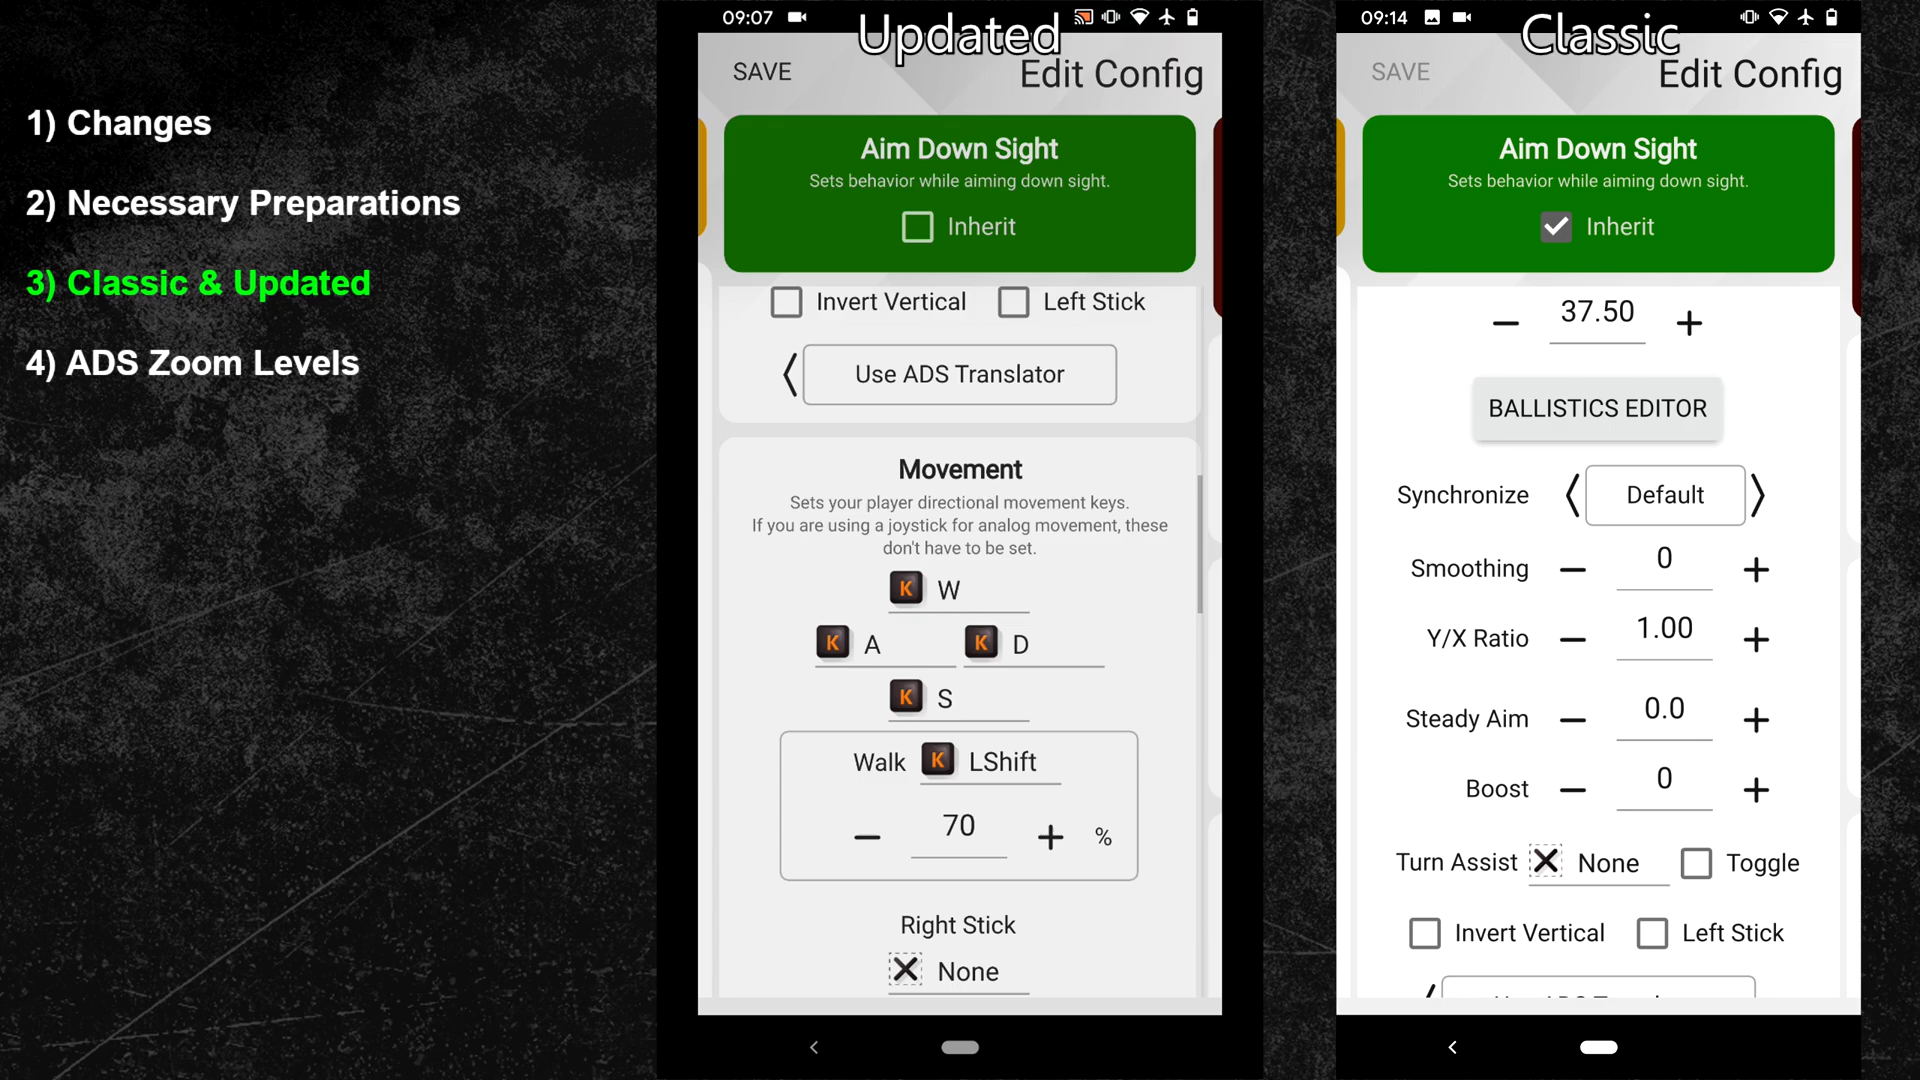 1) Changes
2) Necessary Preparations
3) Classic & Updated
4) ADS Zoom Levels
09:07
Updated
SAVE
Edit Config
Aim Down Sight
Sets behavior while aiming down sight.
Inherit
Invert Vertical
Left Stick
Use ADS Translator
Movement
Sets your player directional movement keys.
If you are using a joystick for analog movement, these
don't have to be set.
K W
K A
K D
K S
Walk K LShift
70 %
Right Stick
None
09:14
Classic
SAVE
Edit Config
Aim Down Sight
Sets behavior while aiming down sight.
Inherit
37.50
BALLISTICS EDITOR
Synchronize Default
Smoothing 0
Y/X Ratio 1.00
Steady Aim 0.0
Boost 0
Turn Assist None Toggle
Invert Vertical
Left Stick